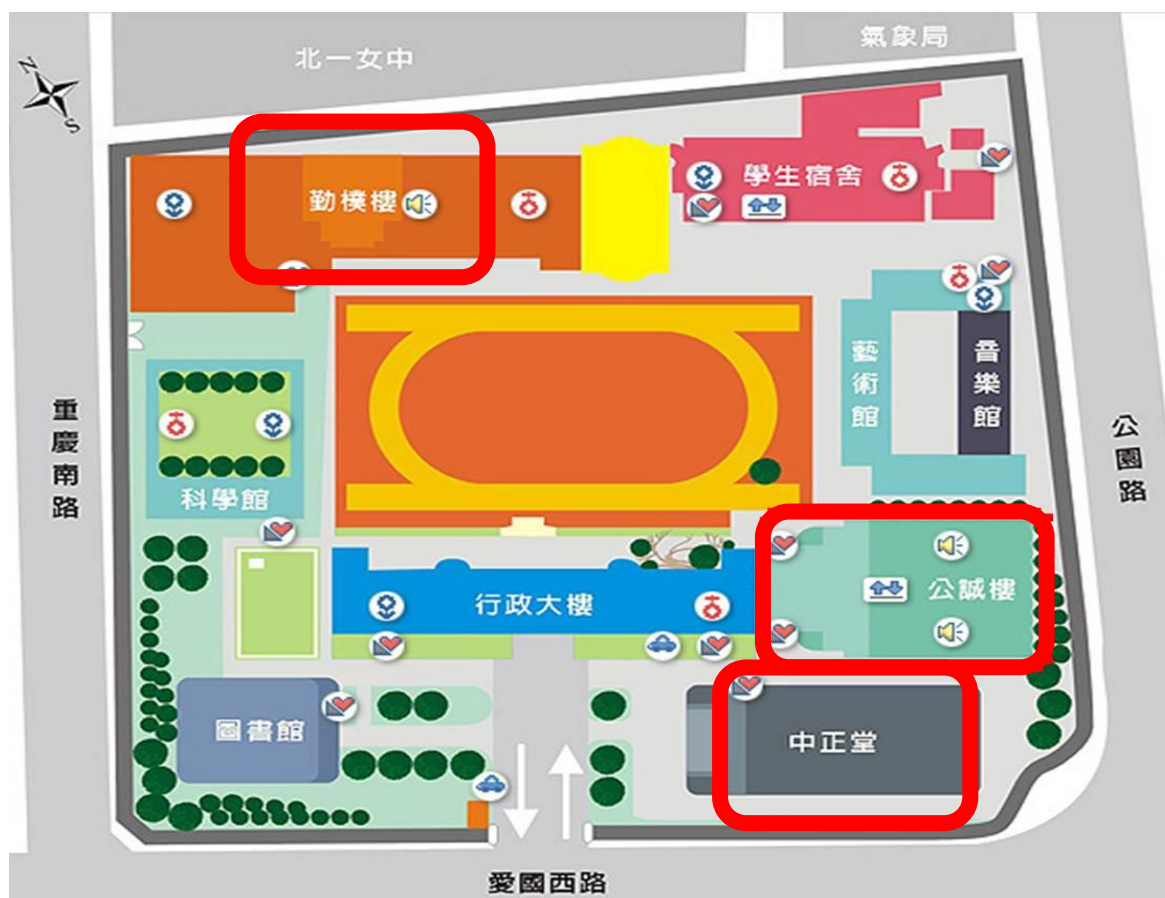 北一女中
氣象局
N
S
勤樸樓
學生宿舍
藝術館
音樂館
重慶南路
公園路
科學館
行政大樓
公誠樓
圖書館
中正堂
愛國西路